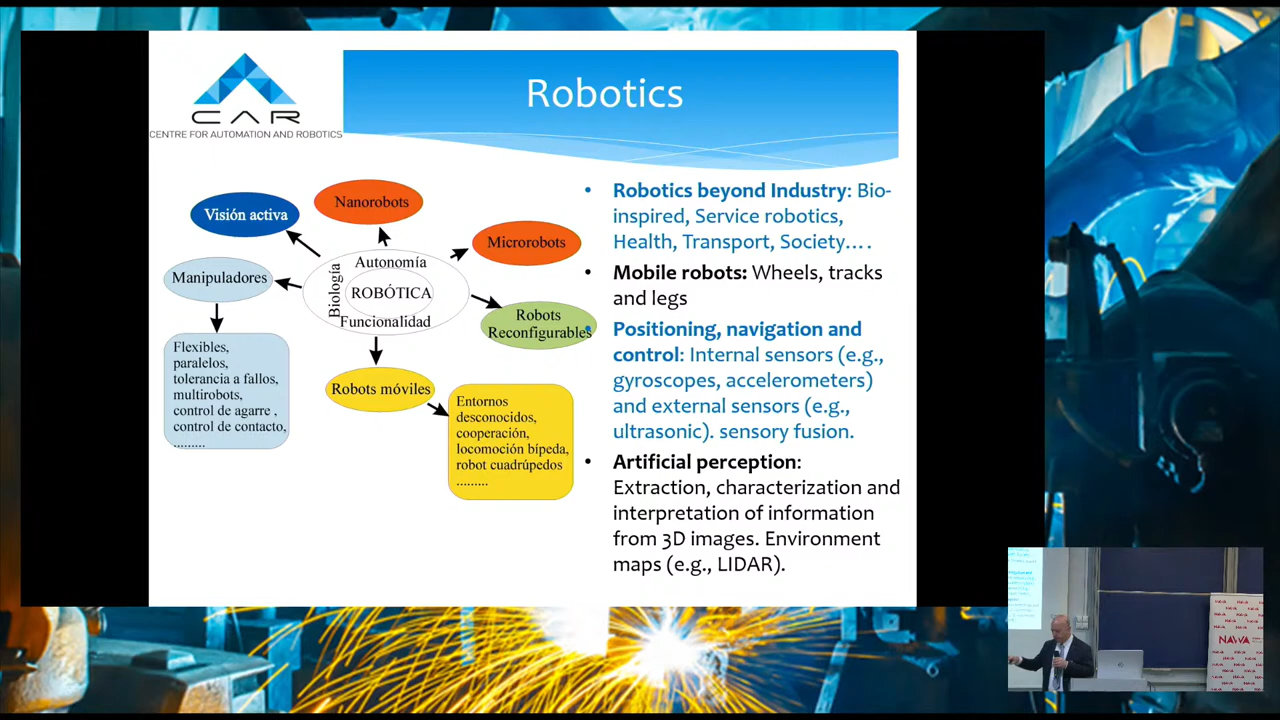 Robotics
CAR
CENTRE FOR AUTOMATION AND ROBOTICS
Visión activa
Nanorobots
Microrobots
Manipuladores
Biología
Autonomía
ROBÓTICA
Funcionalidad
Robots
Reconfigurables
Robots móviles
Flexibles,
paralelos,
tolerancia a fallos,
multirobots,
control de agarre ,
control de contacto,
.........
Entornos
desconocidos,
cooperación,
locomoción bípeda,
robot cuadrúpedos
.........
• Robotics beyond Industry: Bio-
inspired, Service robotics,
Health, Transport, Society….
• Mobile robots: Wheels, tracks
and legs
• Positioning, navigation and
control: Internal sensors (e.g.,
gyroscopes, accelerometers)
and external sensors (e.g.,
ultrasonic). sensory fusion.
• Artificial perception:
Extraction, characterization and
interpretation of information
from 3D images. Environment
maps (e.g., LIDAR).
NAWA